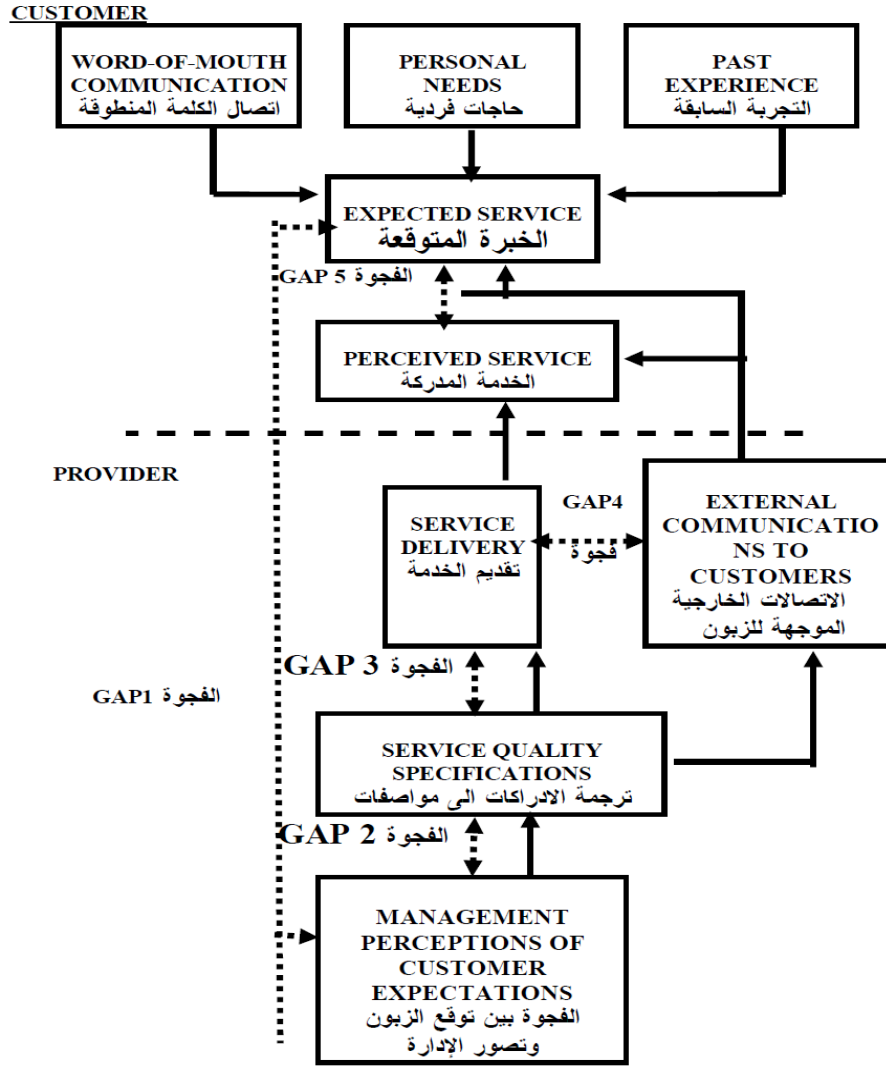 CUSTOMER
WORD-OF-MOUTH
COMMUNICATION
اتصال الكلمة المنطوقة
PERSONAL
NEEDS
حاجات فردية
PAST
EXPERIENCE
التجربة السابقة
EXPECTED SERVICE
الخبرة المتوقعة
GAP 5 الفجوة
PERCEIVED SERVICE
الخدمة المدركة
PROVIDER
SERVICE
DELIVERY
تقديم الخدمة
GAP4
فجوة
EXTERNAL
COMMUNICATIO
NS TO
CUSTOMERS
الاتصالات الخارجية
الموجهة للزبون
GAP 3 الفجوة
GAP1 الفجوة
SERVICE QUALITY
SPECIFICATIONS
ترجمة الادراكات الى مواصفات
GAP 2 الفجوة
MANAGEMENT
PERCEPTIONS OF
CUSTOMER
EXPECTATIONS
الفجوة بين توقع الزبون
وتصور الإدارة